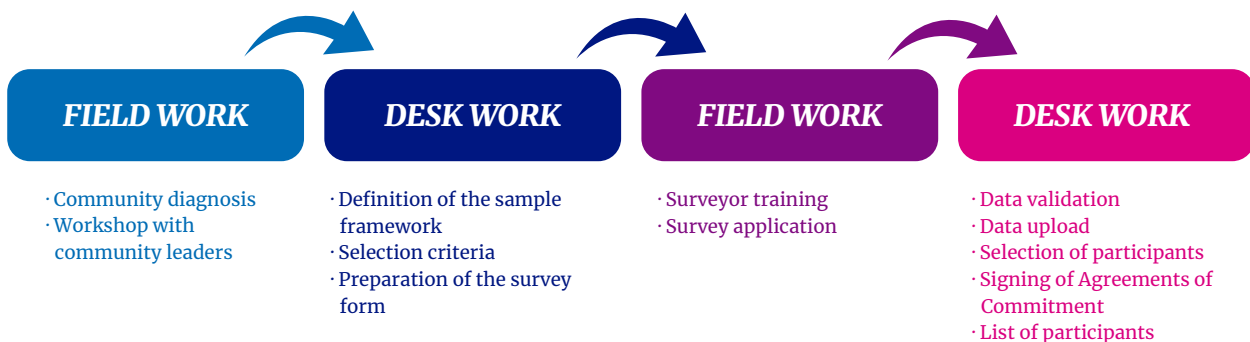 FIELD WORK
· Community diagnosis
· Workshop with
community leaders
DESK WORK
· Definition of the sample
framework
· Selection criteria
· Preparation of the survey
form
FIELD WORK
· Surveyor training
· Survey application
DESK WORK
· Data validation
· Data upload
· Selection of participants
· Signing of Agreements of
Commitment
· List of participants